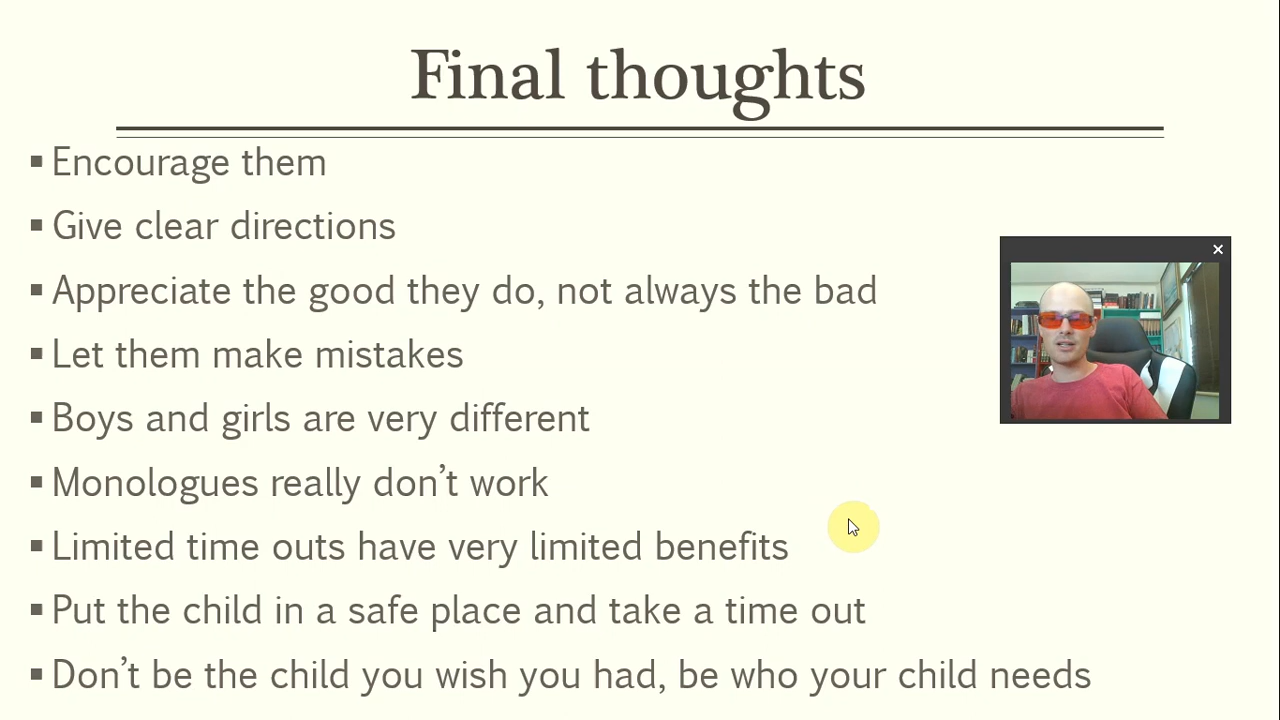 Final thoughts
Encourage them
Give clear directions
Appreciate the good they do, not always the bad
Let them make mistakes
Boys and girls are very different
Monologues really don’t work
Limited time outs have very limited benefits
Put the child in a safe place and take a time out
Don’t be the child you wish you had, be who your child needs